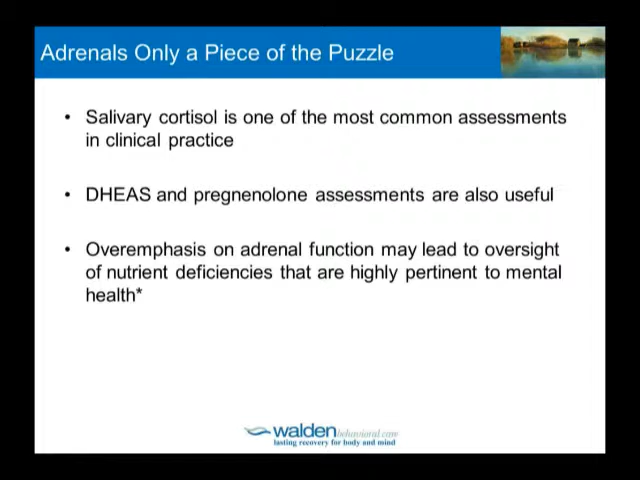 Adrenals Only a Piece of the Puzzle
• Salivary cortisol is one of the most common assessments
in clinical practice
• DHEAS and pregnenolone assessments are also useful
• Overemphasis on adrenal function may lead to oversight
of nutrient deficiencies that are highly pertinent to mental
health*
walden behavioral care
lasting recovery for body and mind